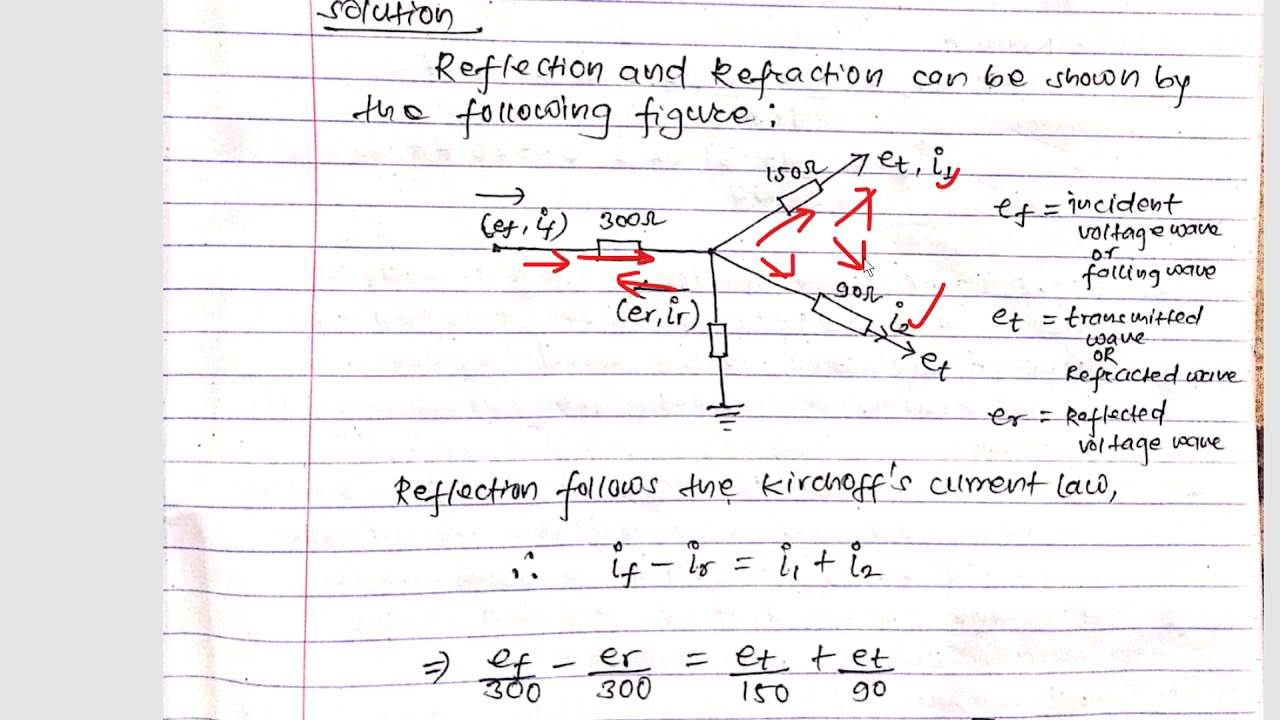 solution
Reflection and Refraction can be shown by
the following figure:
150Ω
et, i1
(ef, if)
300Ω
ef = incident
voltage wave
or
falling wave
90Ω
i2
(er, ir)
et
et = transmitted
wave
OR
Refracted wave
er = Reflected
voltage wave
Reflection follows the Kirchoff's current law,
∴ if - ir = i1 + i2
⇒ ef/300 - er/300 = et/150 + et/90